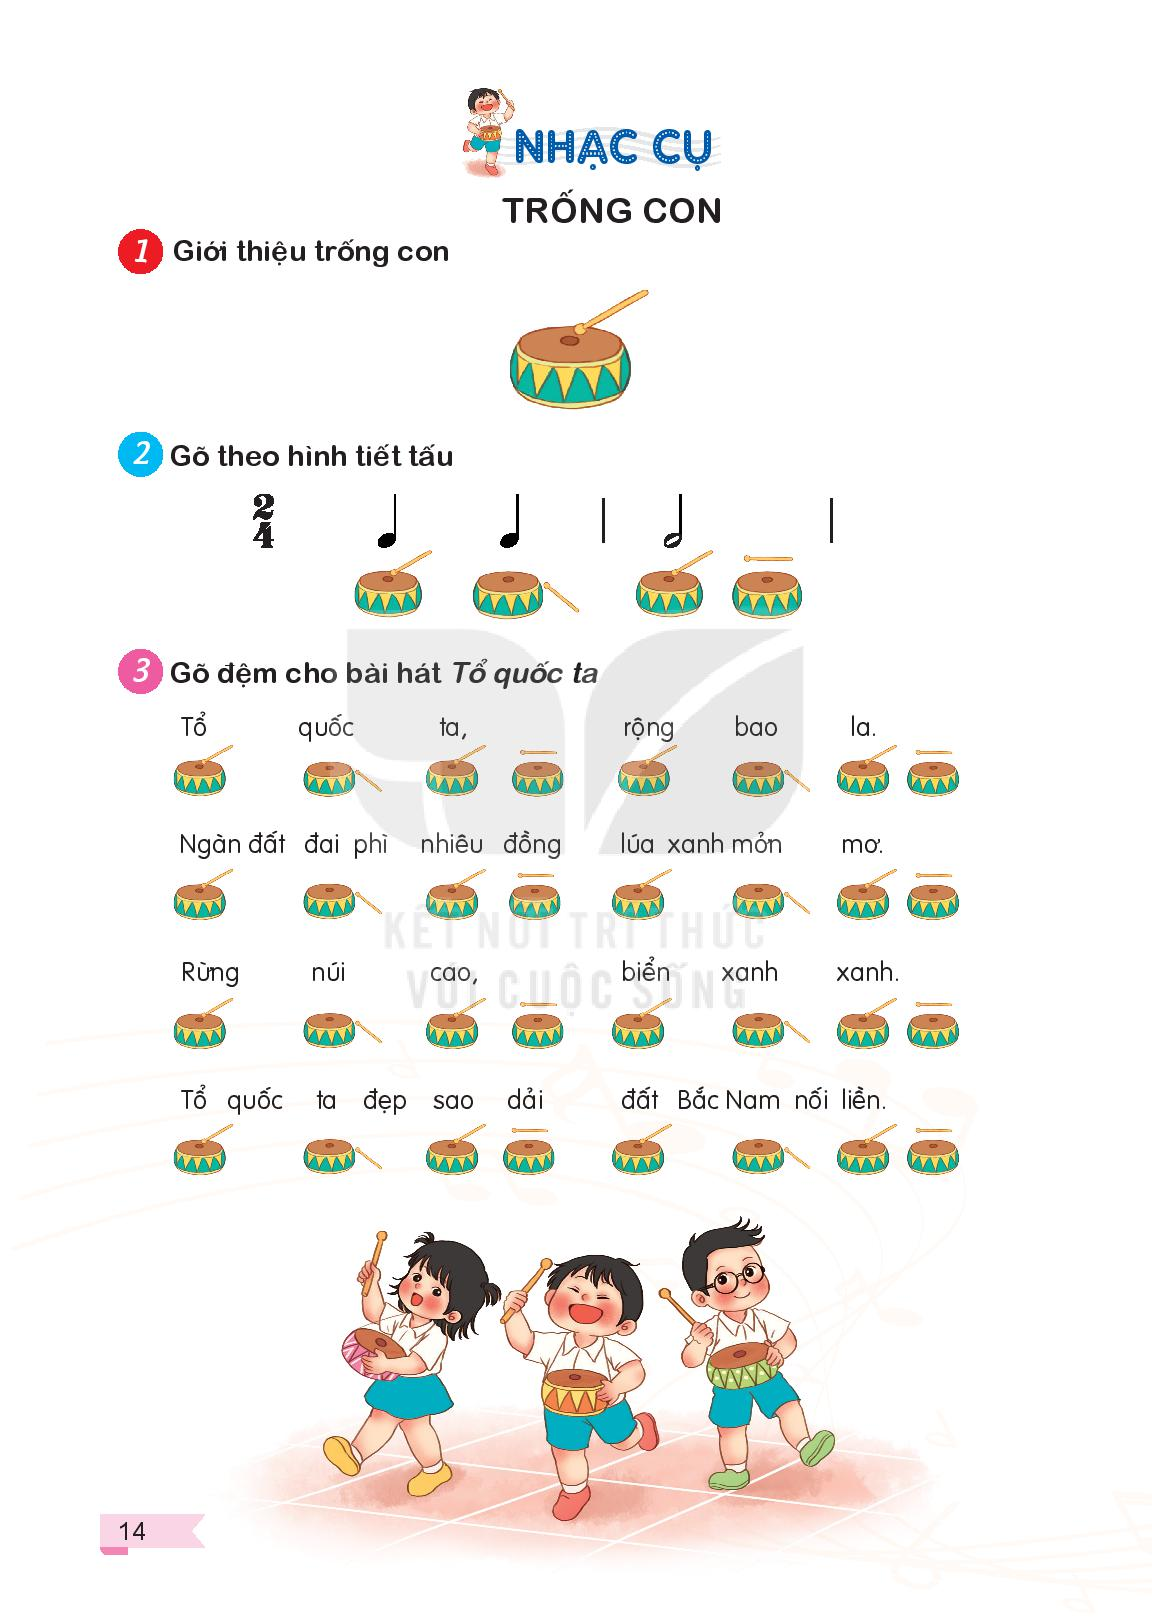 NHẠC CỤ
TRỐNG CON
1 Giới thiệu trống con
2 Gõ theo hình tiết tấu
2
4
3 Gõ đệm cho bài hát Tổ quốc ta
Tổ quốc ta, rộng bao la.
Ngàn đất đai phì nhiêu đồng lúa xanh mởn mơ.
KẾT NỐI TRI THỨC
VỚI CUỘC SỐNG
Rừng núi cao, biển xanh xanh.
Tổ quốc ta đẹp sao dải đất Bắc Nam nối liền.
14